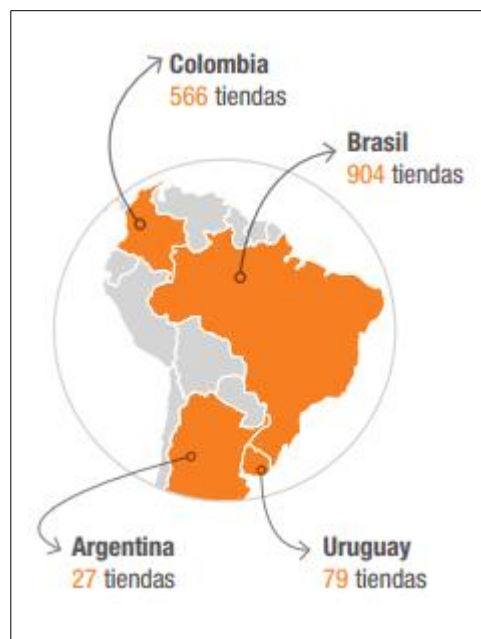 Colombia
566 tiendas
Brasil
904 tiendas
Argentina
27 tiendas
Uruguay
79 tiendas